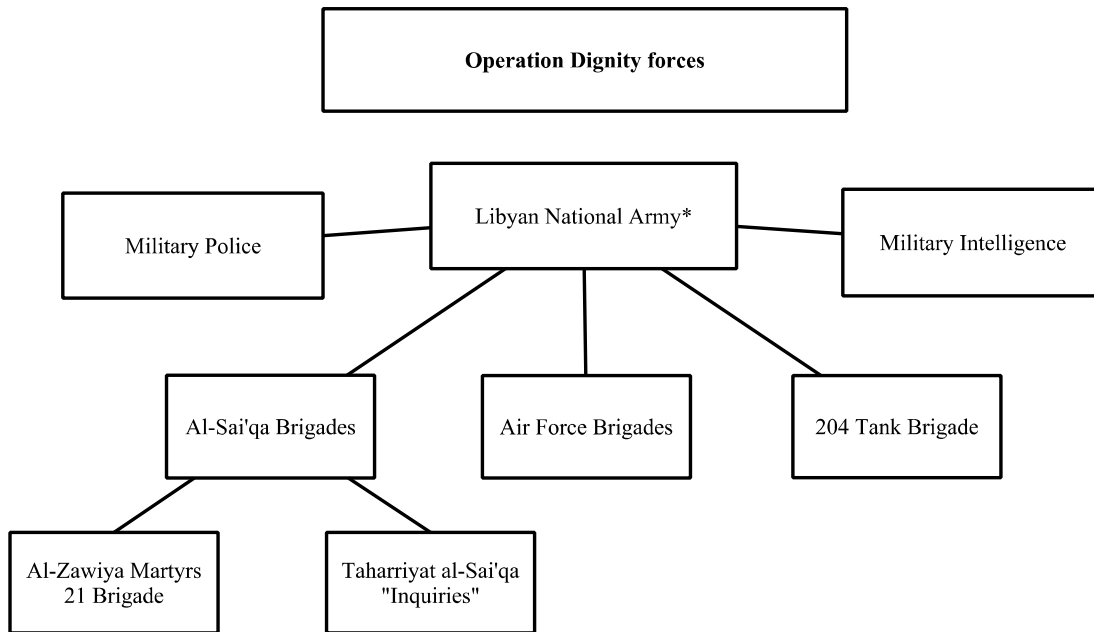 Operation Dignity forces
Libyan National Army*
Military Police
Military Intelligence
Al-Sai'qa Brigades
Air Force Brigades
204 Tank Brigade
Al-Zawiya Martyrs
21 Brigade
Taharriyat al-Sai'qa
"Inquiries"